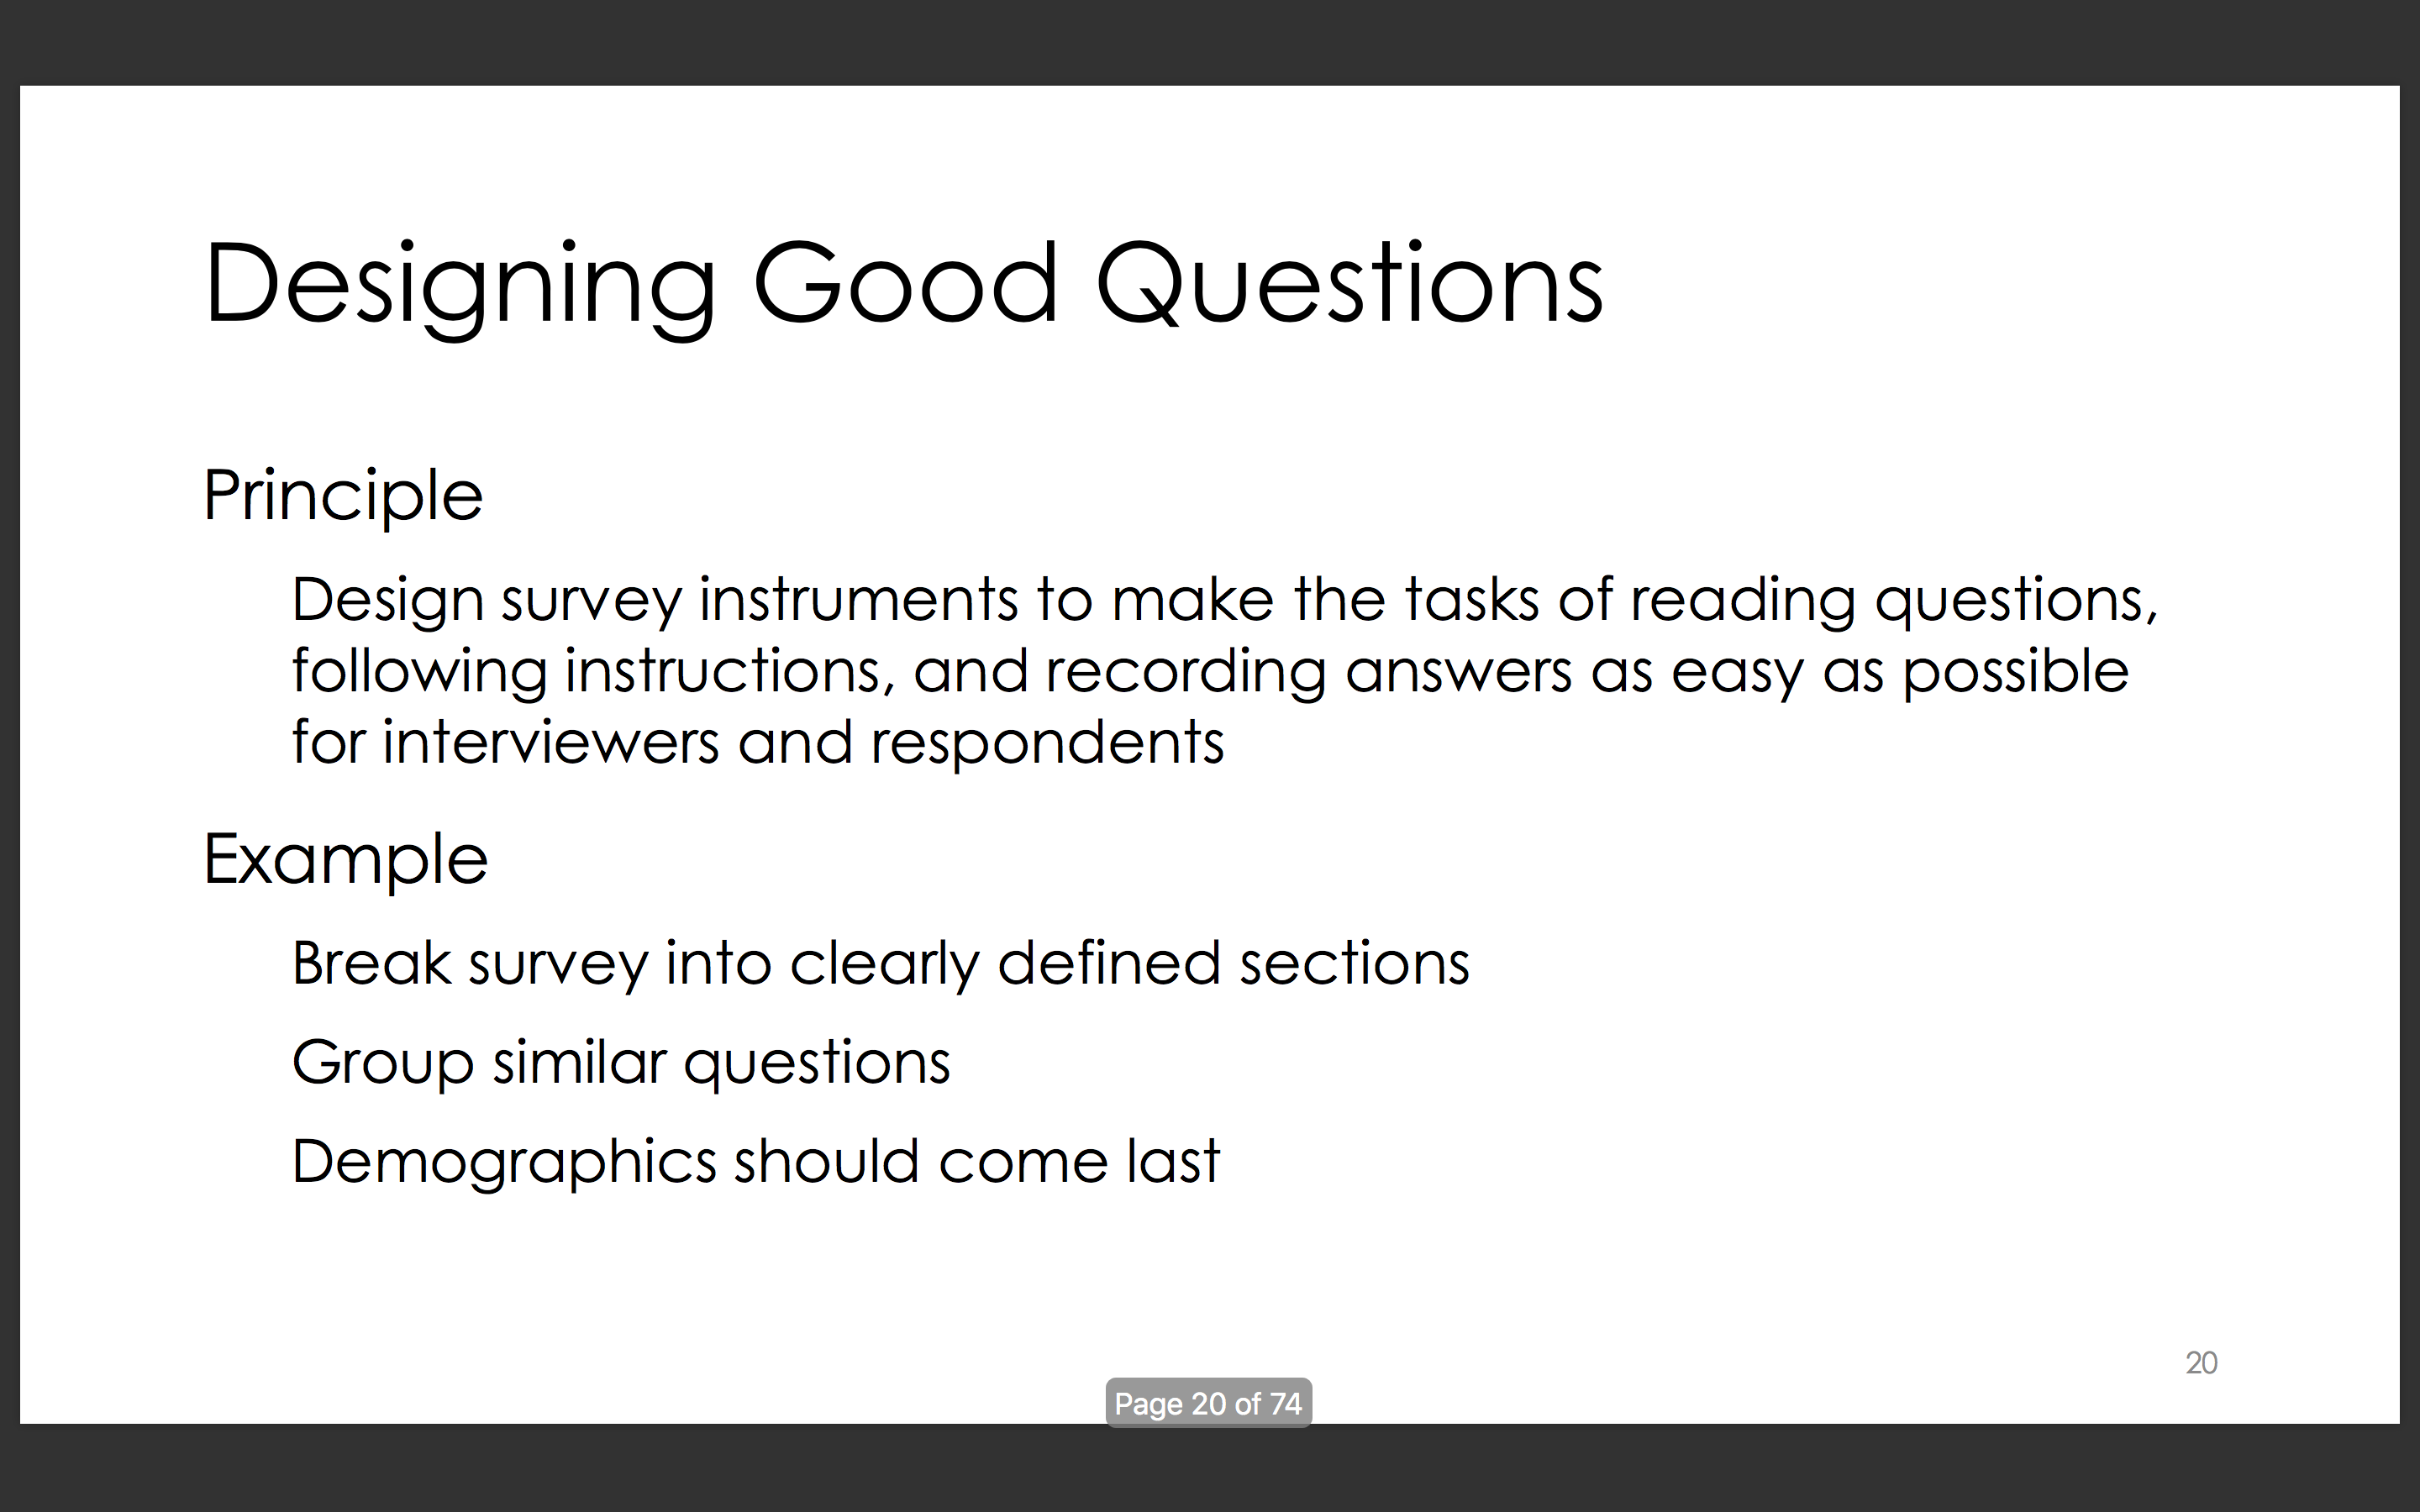 Designing Good Questions
Principle
Design survey instruments to make the tasks of reading questions,
following instructions, and recording answers as easy as possible
for interviewers and respondents
Example
Break survey into clearly defined sections
Group similar questions
Demographics should come last
20
Page 20 of 74